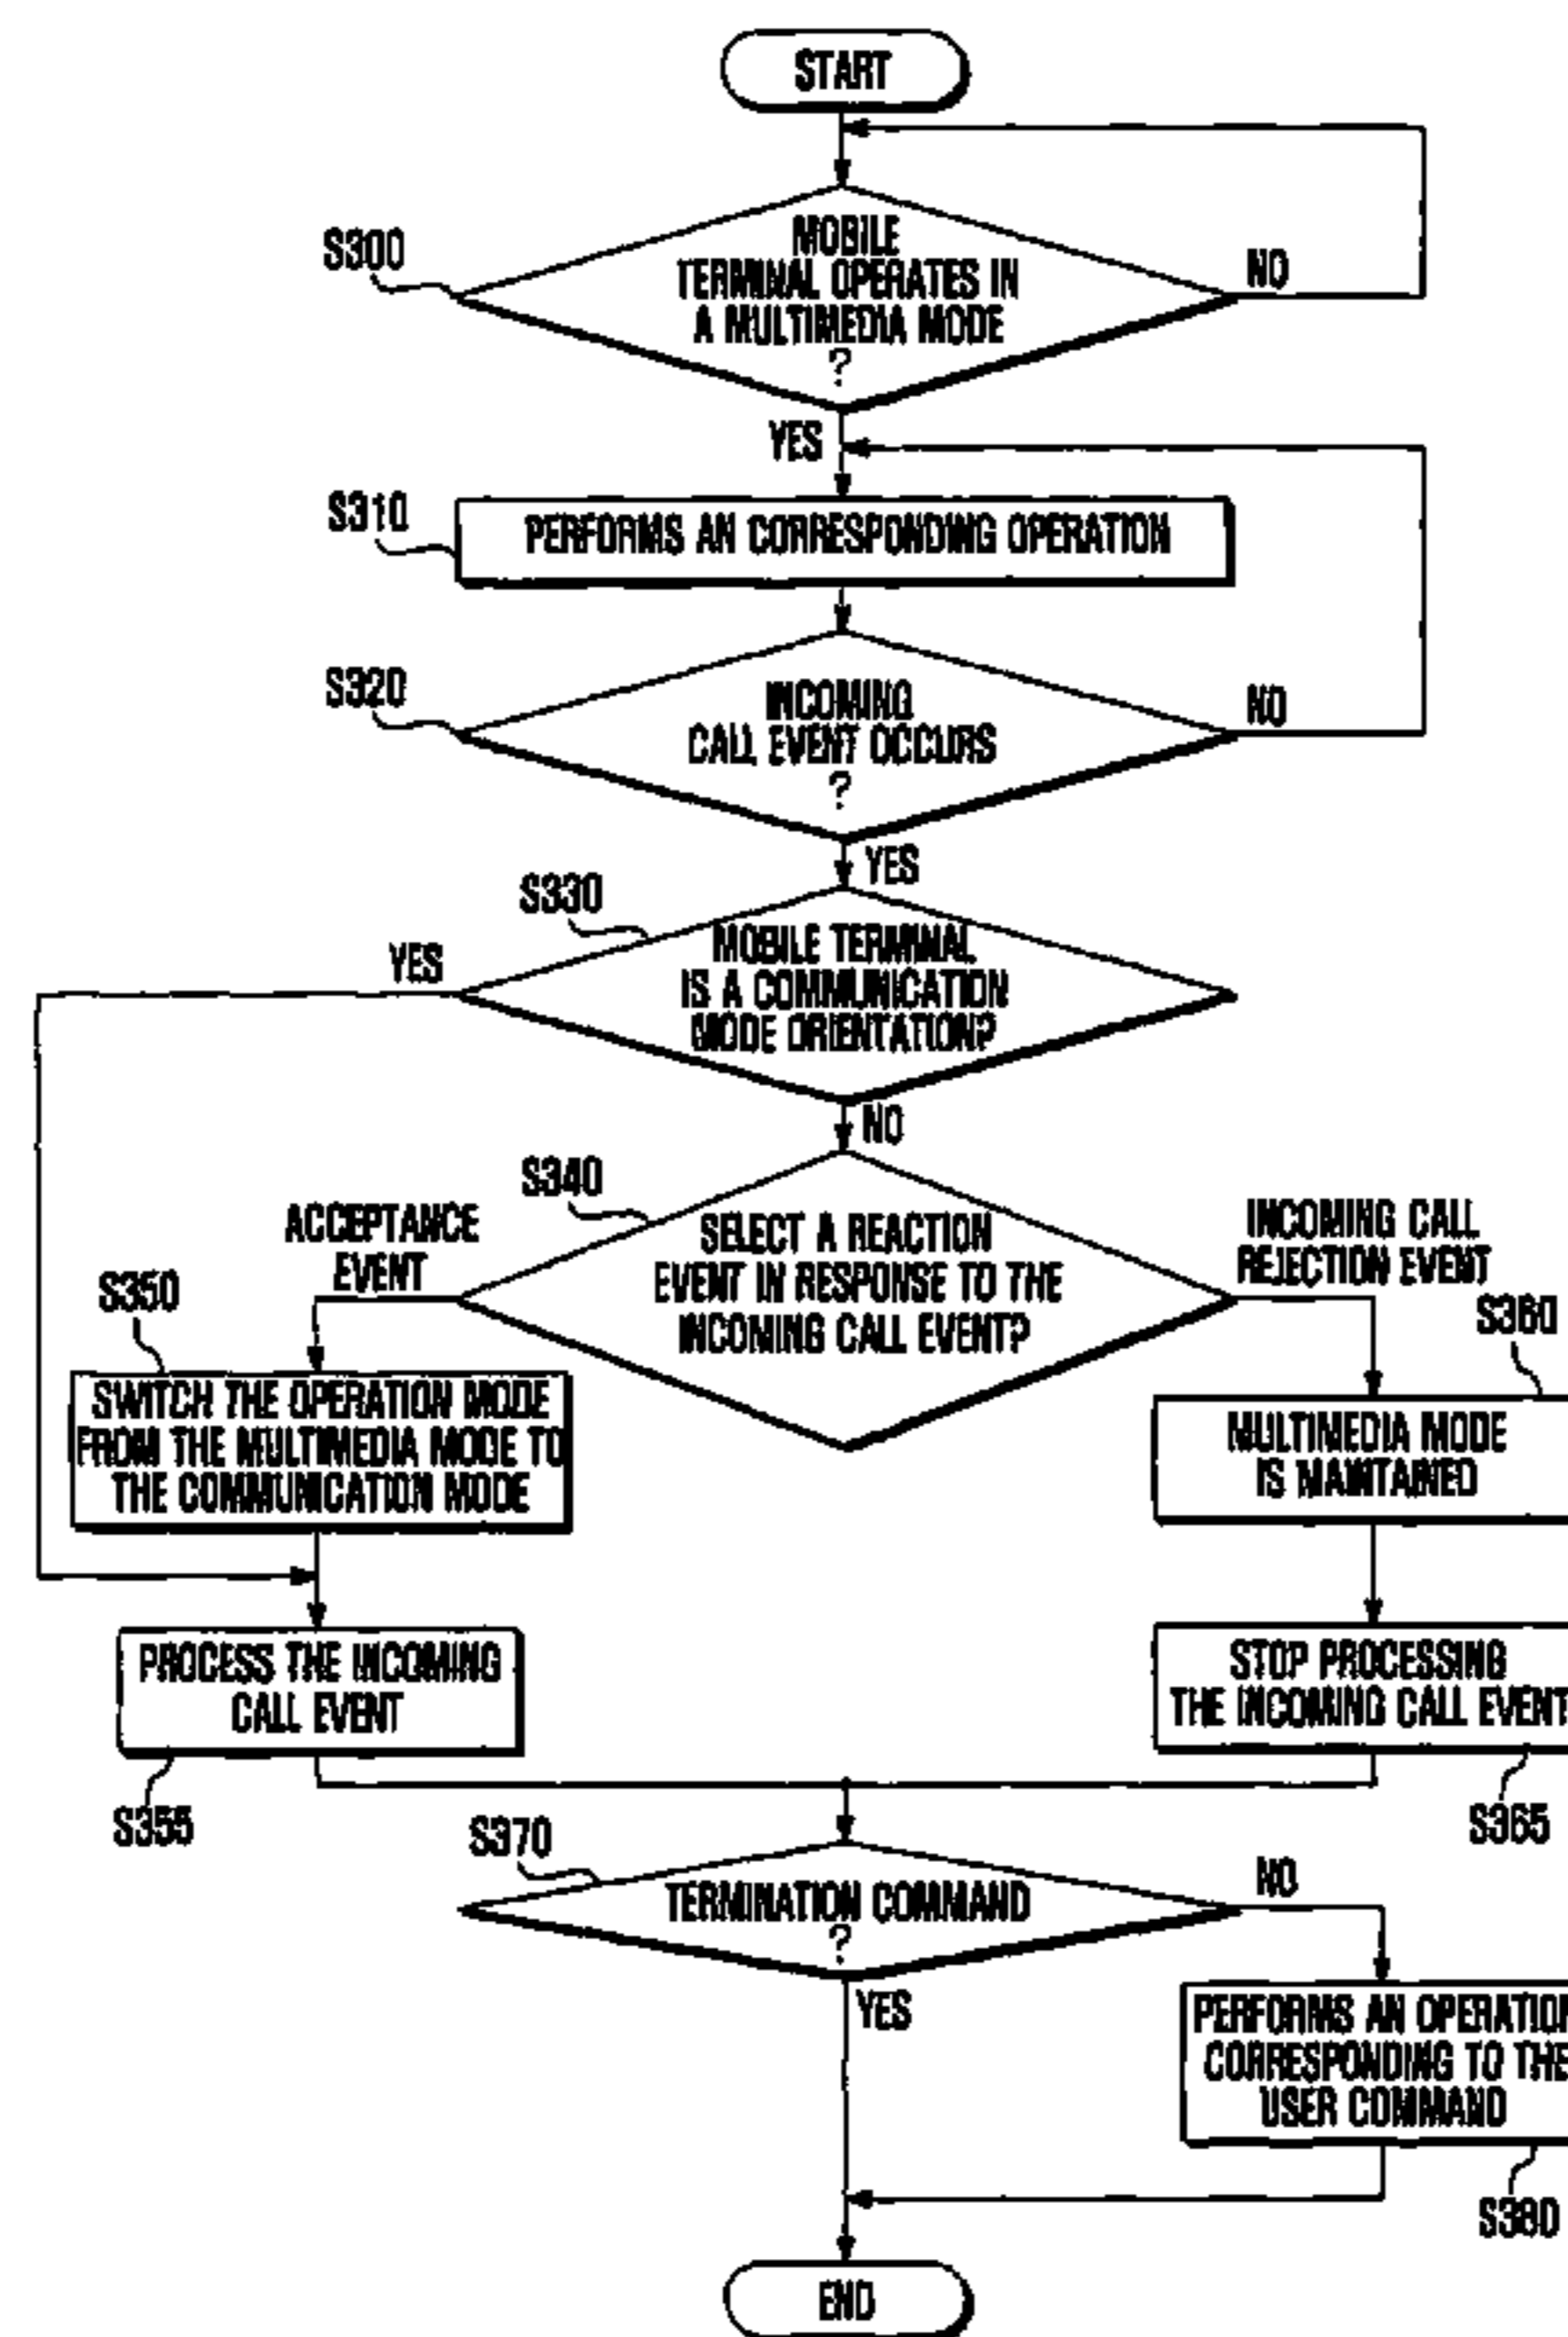 START
MOBILE
TERMINAL OPERATES IN
A MULTIMEDIA MODE
?
S300
NO
YES
S310
PERFORMS AN CORRESPONDING OPERATION
S320
INCOMING
CALL EVENT OCCURS
?
NO
YES
S330
MOBILE TERMINAL
IS A COMMUNICATION
MODE ORIENTATION?
YES
NO
S340
SELECT A REACTION
EVENT IN RESPONSE TO THE
INCOMING CALL EVENT?
ACCEPTANCE
EVENT
INCOMING CALL
REJECTION EVENT
S350
SWITCH THE OPERATION MODE
FROM THE MULTIMEDIA MODE TO
THE COMMUNICATION MODE
S360
MULTIMEDIA MODE
IS MAINTAINED
PROCESS THE INCOMING
CALL EVENT
S355
STOP PROCESSING
THE INCOMING CALL EVENT
S365
S370
TERMINATION COMMAND
?
NO
YES
PERFORMS AN OPERATION
CORRESPONDING TO THE
USER COMMAND
S380
END